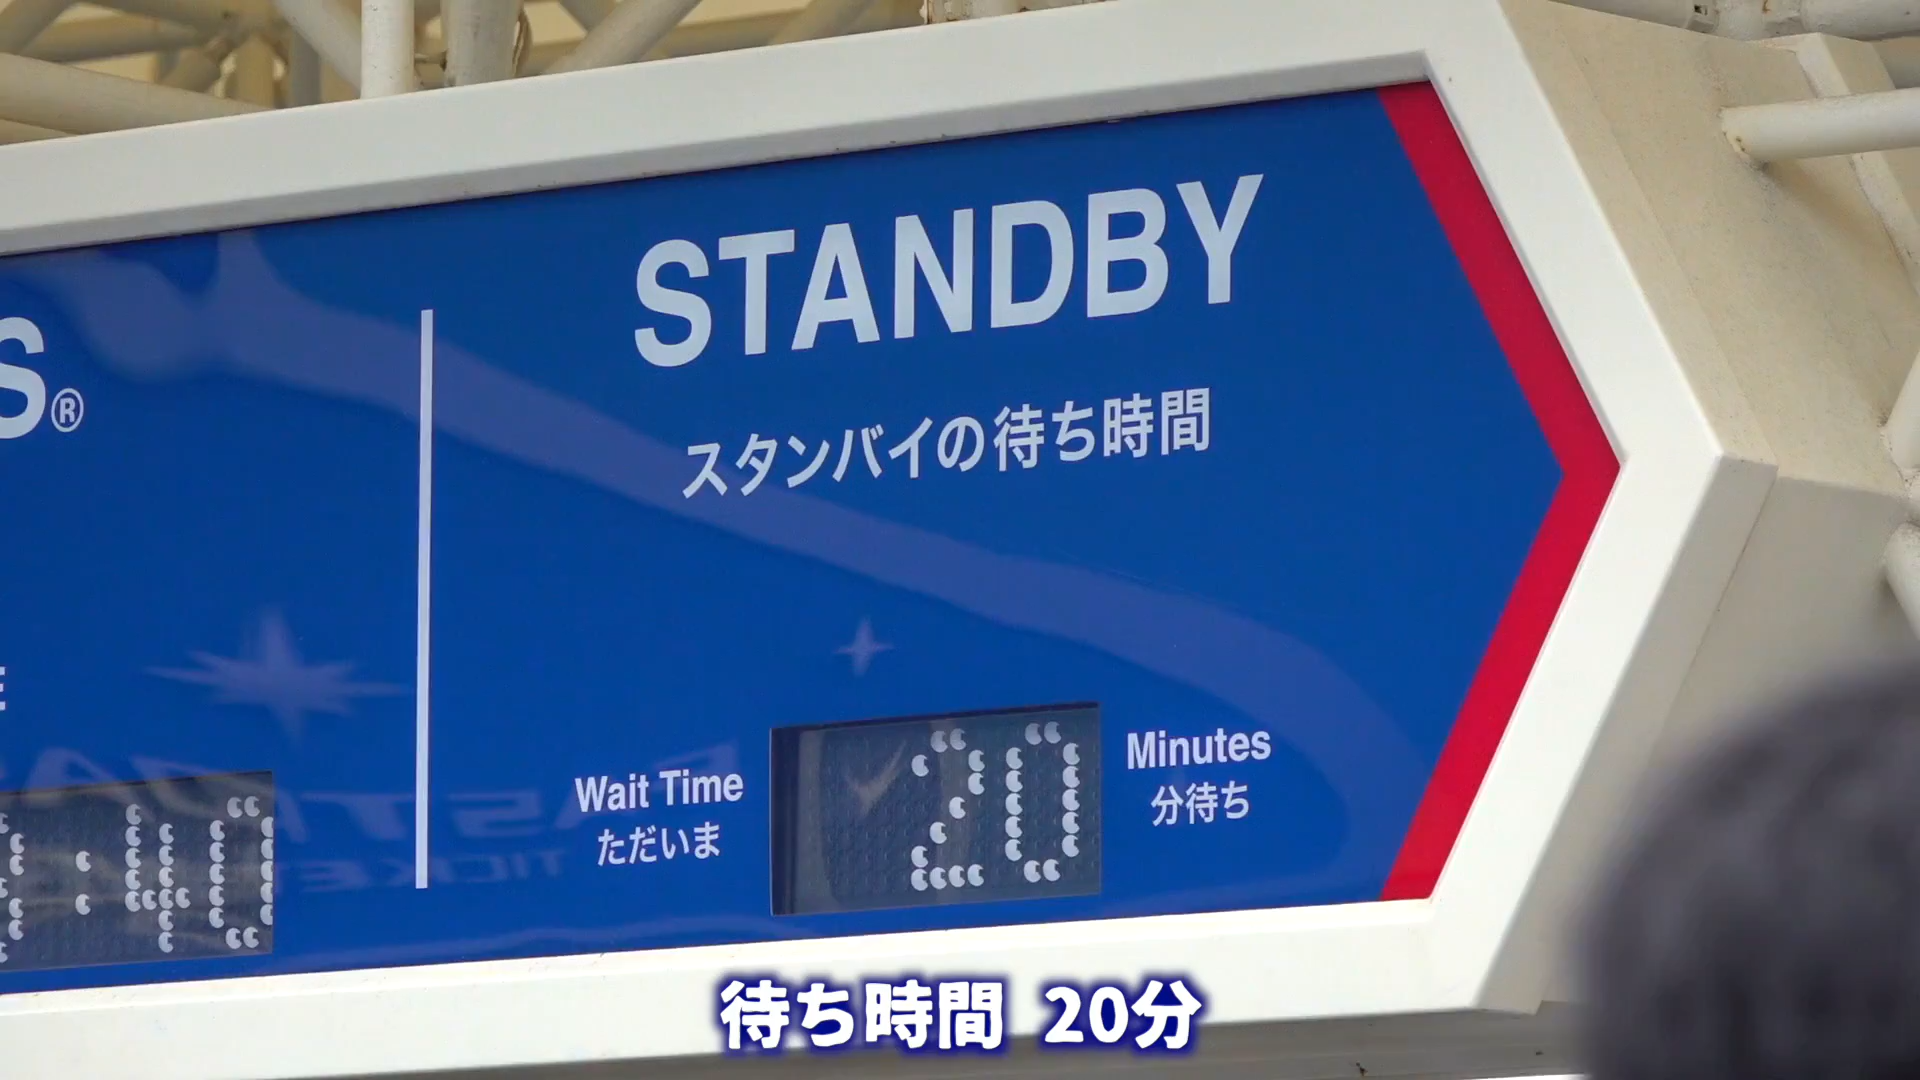 S®
E
:40
STANDBY
スタンバイの待ち時間
Wait Time
ただいま
20
Minutes
分待ち
待ち時間 20分